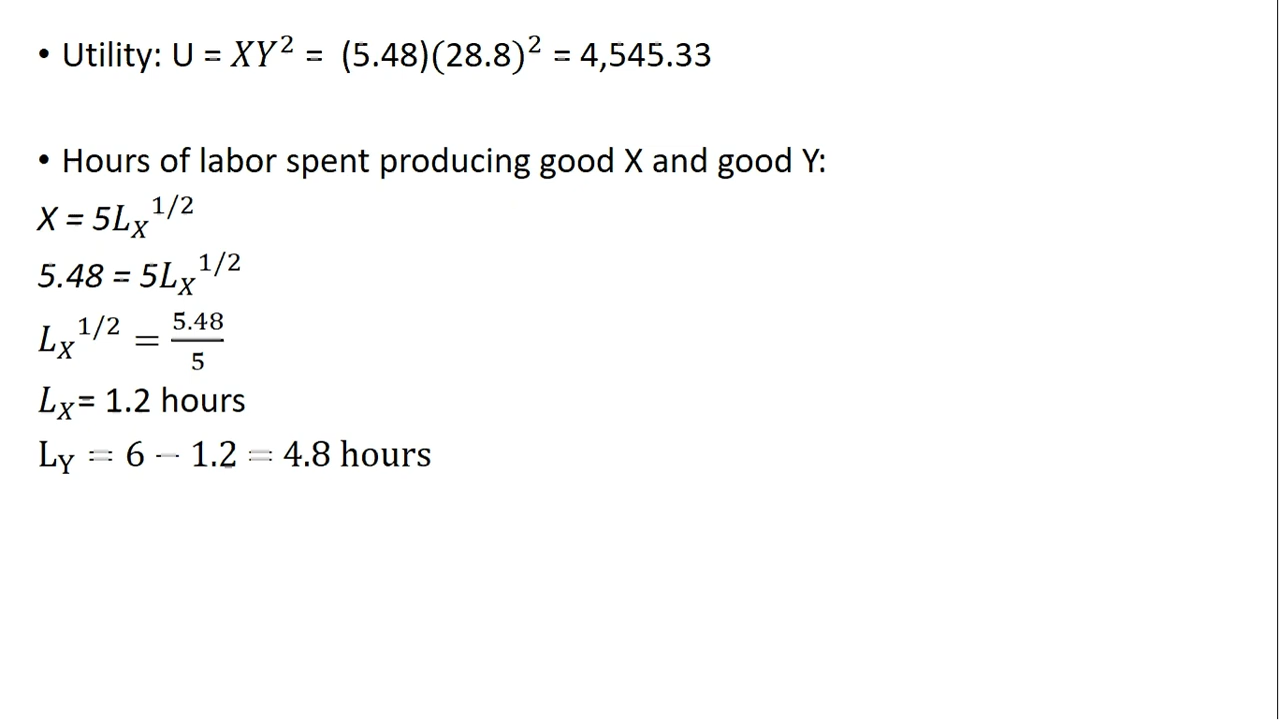 • Utility: U = XY² = (5.48)(28.8)² = 4,545.33
• Hours of labor spent producing good X and good Y:
X = 5L_X^{1/2}
5.48 = 5L_X^{1/2}
L_X^{1/2} = \frac{5.48}{5}
L_X= 1.2 hours
L_Y = 6 − 1.2 = 4.8 hours